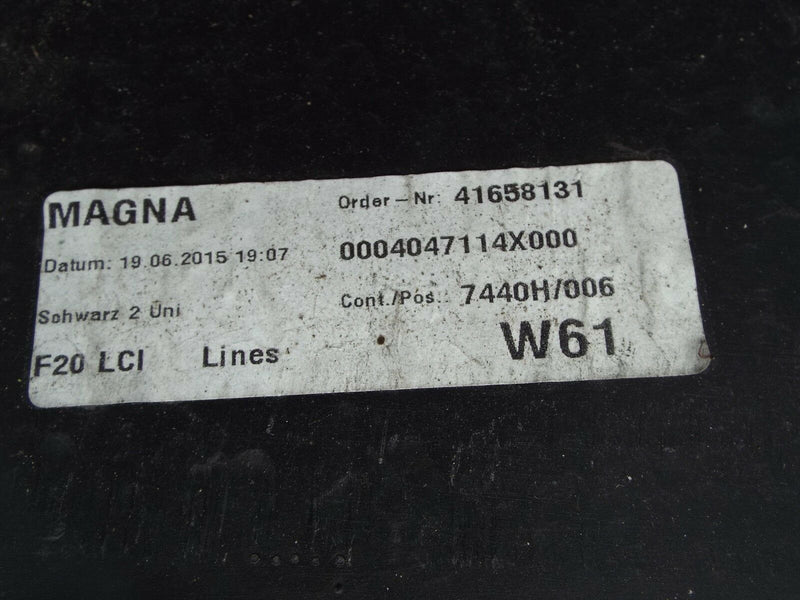 MAGNA Order-Nr: 41658131
Datum: 19.06.2015 19:07 0004047114X000
Schwarz 2 Uni Cont./Pos.: 7440H/006
F20 LCI Lines W61